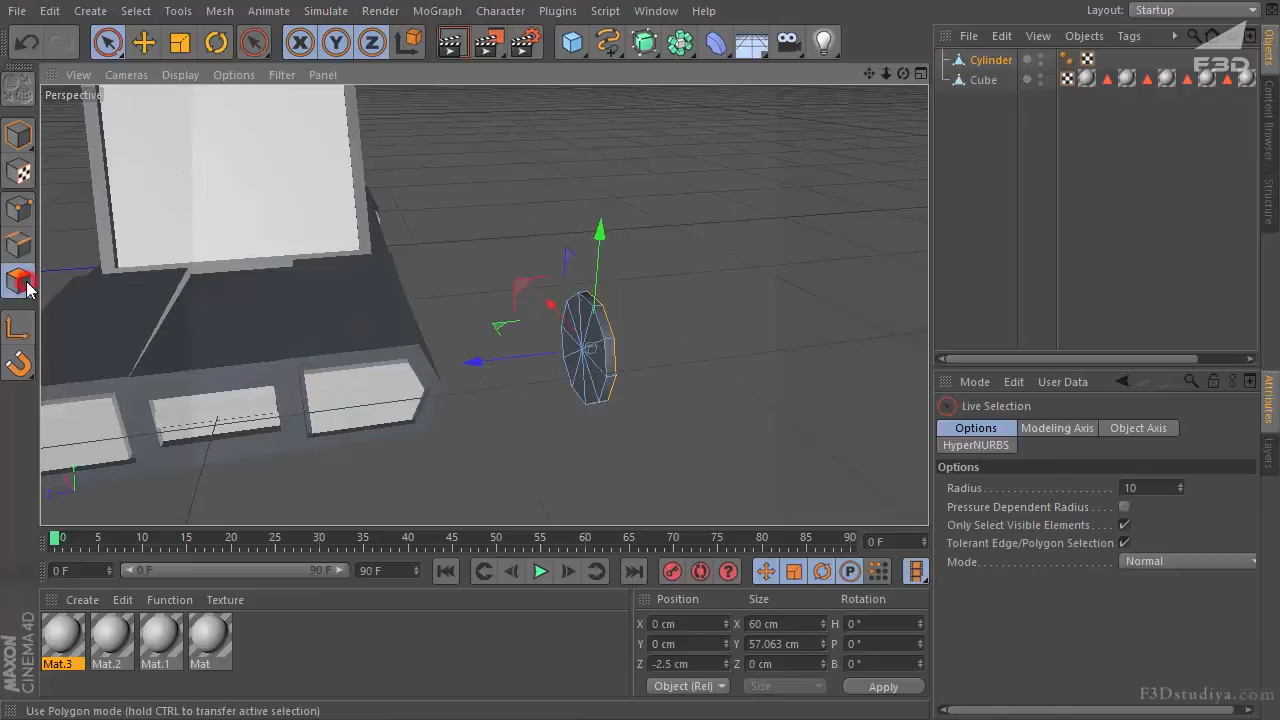 File Edit Create Select Tools Mesh Animate Simulate Render MoGraph Character Plugins Script Window Help Layout: Startup
View Cameras Display Options Filter Panel
Perspective
File Edit View Objects Tags
F3D
Cylinder
Cube
Objects
Content Browser
Structure
Mode Edit User Data
Live Selection
Options Modeling Axis Object Axis
HyperNURBS
Options
Radius 10
Pressure Dependent Radius
Only Select Visible Elements
Tolerant Edge/Polygon Selection
Mode Normal
Attributes
Layers
0 5 10 15 20 25 30 35 40 45 50 55 60 65 70 75 80 85 90 0 F
0 F 0 F 90 F 90 F
Create Edit Function Texture
Mat.3 Mat.2 Mat.1 Mat
Position Size Rotation
X 0 cm X 60 cm H 0 °
Y 0 cm Y 57.063 cm P 0 °
Z -2.5 cm Z 0 cm B 0 °
Object (Rel) Size Apply
MAXON
CINEMA 4D
F3Dstudiya.com
Use Polygon mode (hold CTRL to transfer active selection)